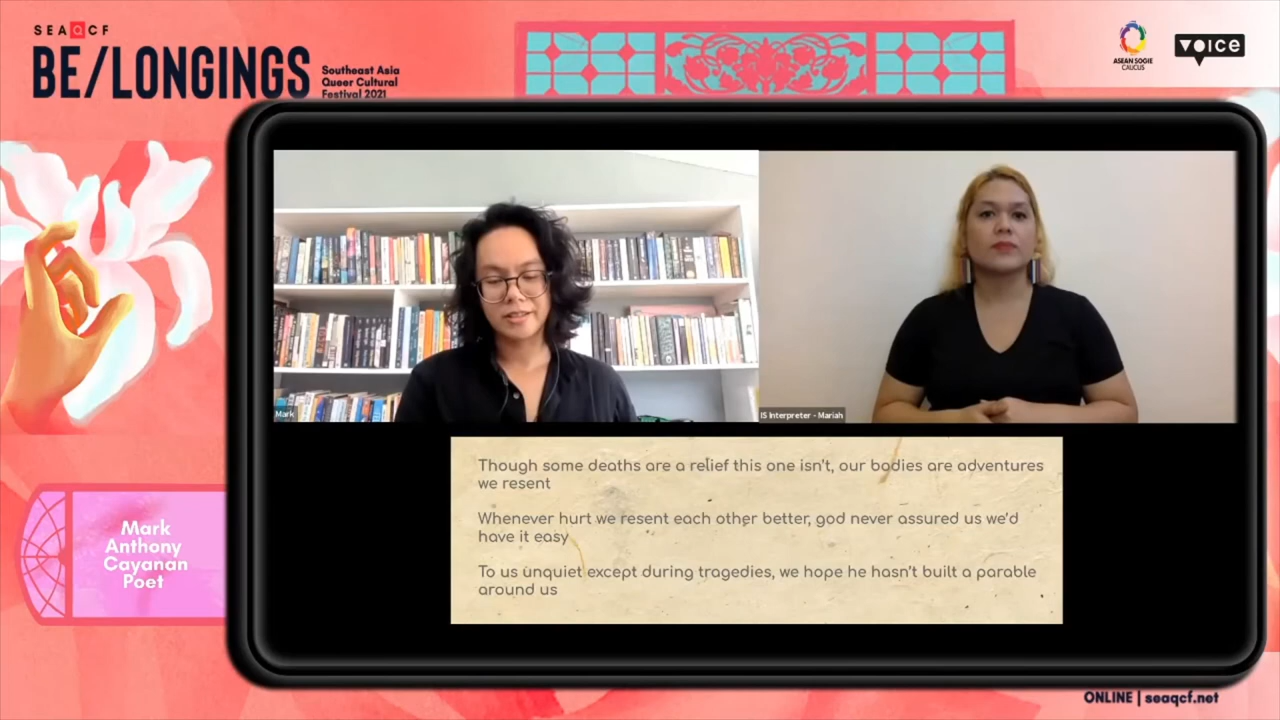 SEAQCF
BE/LONGINGS
Southeast Asia
Queer Cultural
Festival 2021
ASEAN SOGIE
CAUCUS
VOICE
Mark
IS Interpreter - Mariah
Though some deaths are a relief this one isn't, our bodies are adventures
we resent
Whenever hurt we resent each other better, god never assured us we'd
have it easy
To us unquiet except during tragedies, we hope he hasn't built a parable
around us
Mark
Anthony
Cayanan
Poet
ONLINE | seaqcf.net